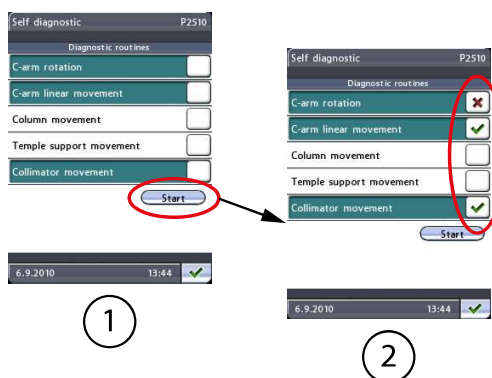 Self diagnostic P2510
Diagnostic routines
C-arm rotation
C-arm linear movement
Column movement
Temple support movement
Collimator movement
Start
6.9.2010 13:44
1
Self diagnostic P2510
Diagnostic routines
C-arm rotation
C-arm linear movement
Column movement
Temple support movement
Collimator movement
Start
6.9.2010 13:44
2